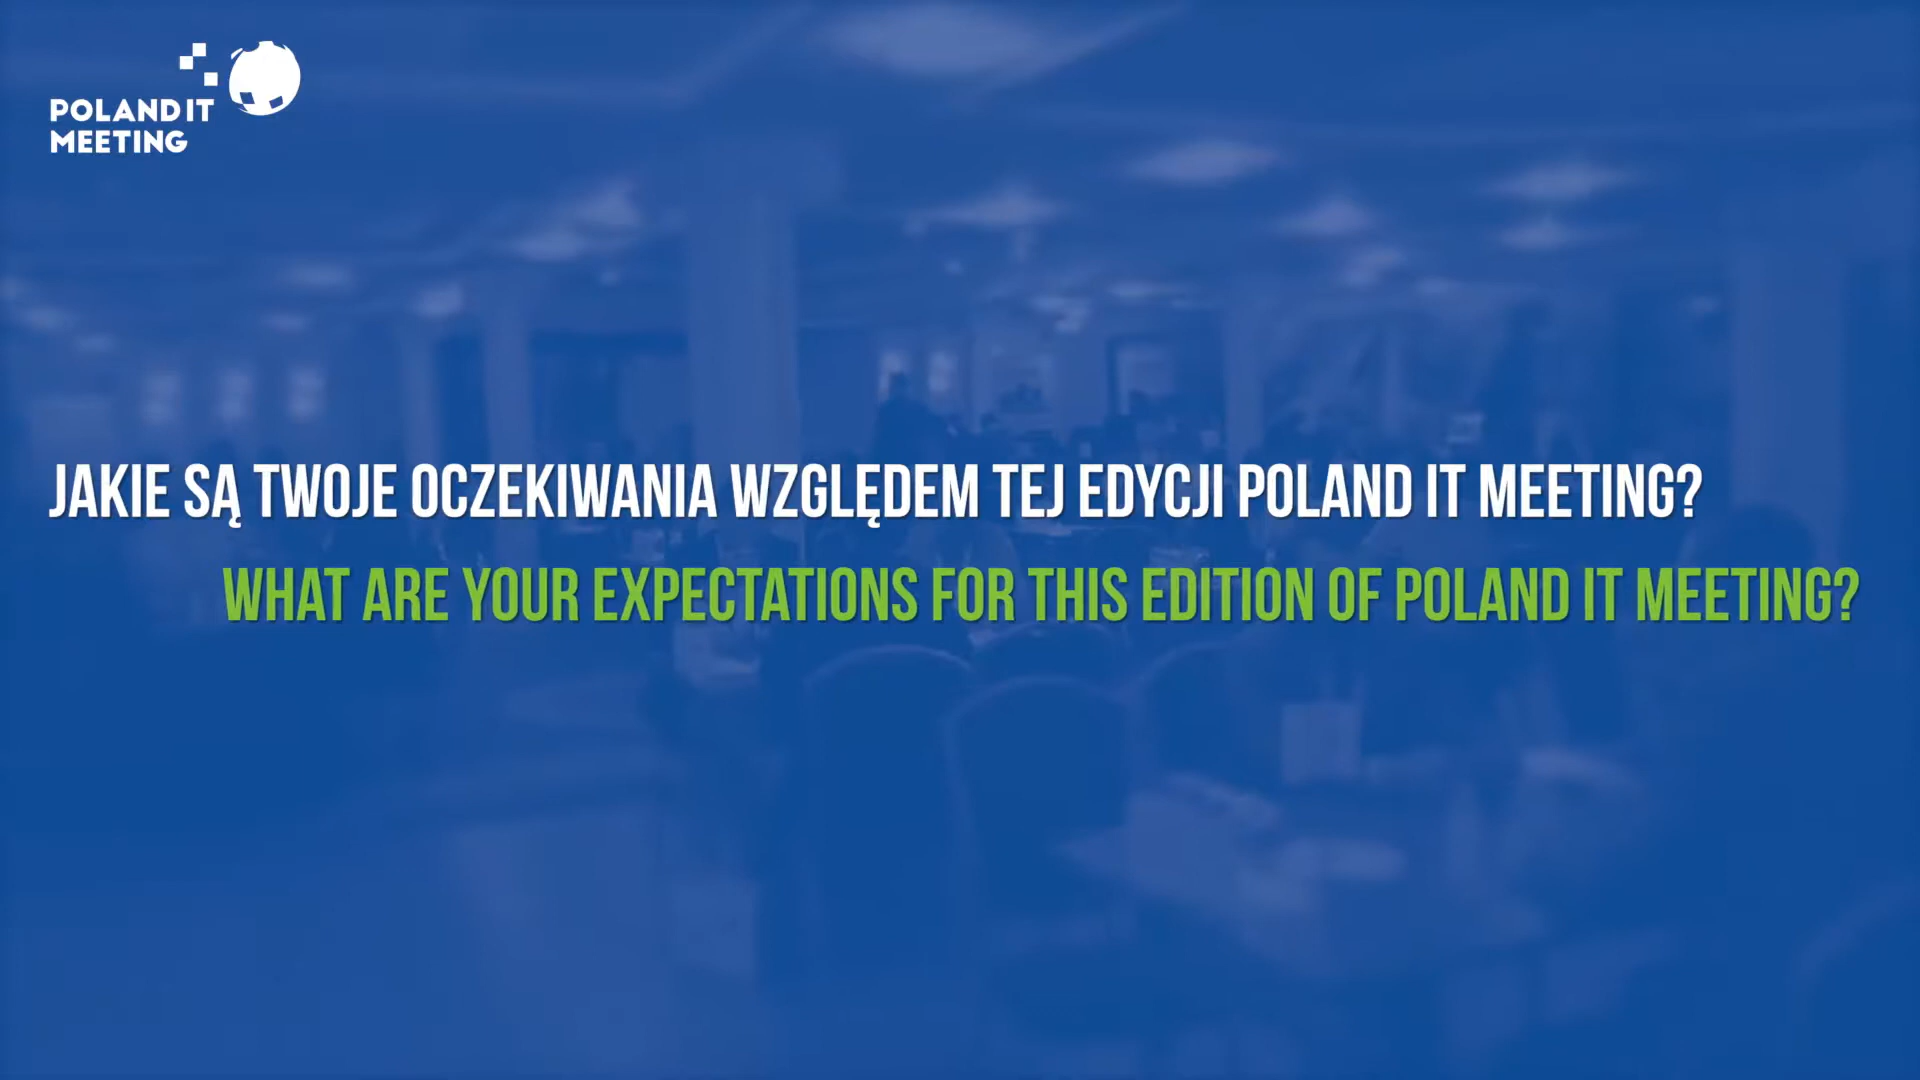 POLAND IT
MEETING
JAKIE SĄ TWOJE OCZEKIWANIA WZGLĘDEM TEJ EDYCJI POLAND IT MEETING?
WHAT ARE YOUR EXPECTATIONS FOR THIS EDITION OF POLAND IT MEETING?